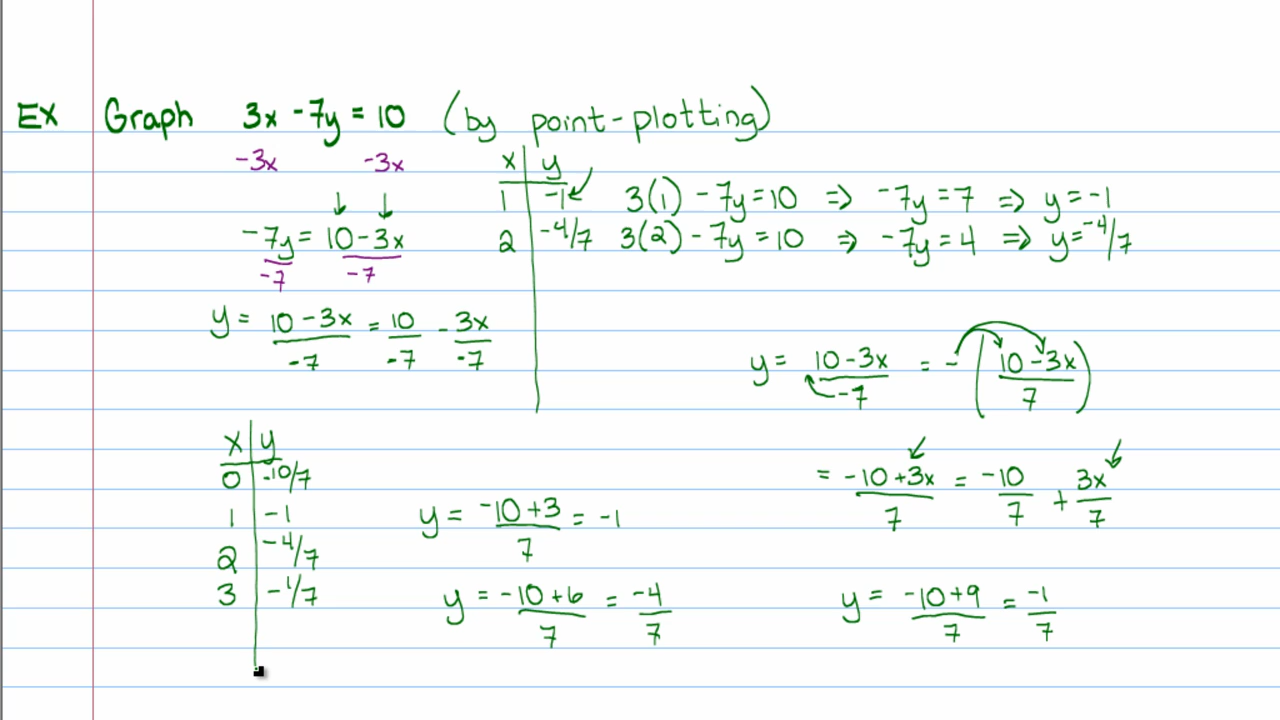 EX Graph 3x - 7y = 10 (by point-plotting)
-3x -3x
-7y = 10 - 3x
-7 -7
y = (10 - 3x)/-7 = 10/-7 - 3x/-7
x | y
1 | -1 3(1) - 7y = 10 ⇒ -7y = 7 ⇒ y = -1
2 | -4/7 3(2) - 7y = 10 ⇒ -7y = 4 ⇒ y = -4/7
y = (10 - 3x)/-7 = -((10 - 3x)/7)
= (-10 + 3x)/7 = -10/7 + 3x/7
x | y
0 | -10/7
1 | -1
2 | -4/7
3 | -1/7
y = (-10 + 3)/7 = -1
y = (-10 + 6)/7 = -4/7
y = (-10 + 9)/7 = -1/7